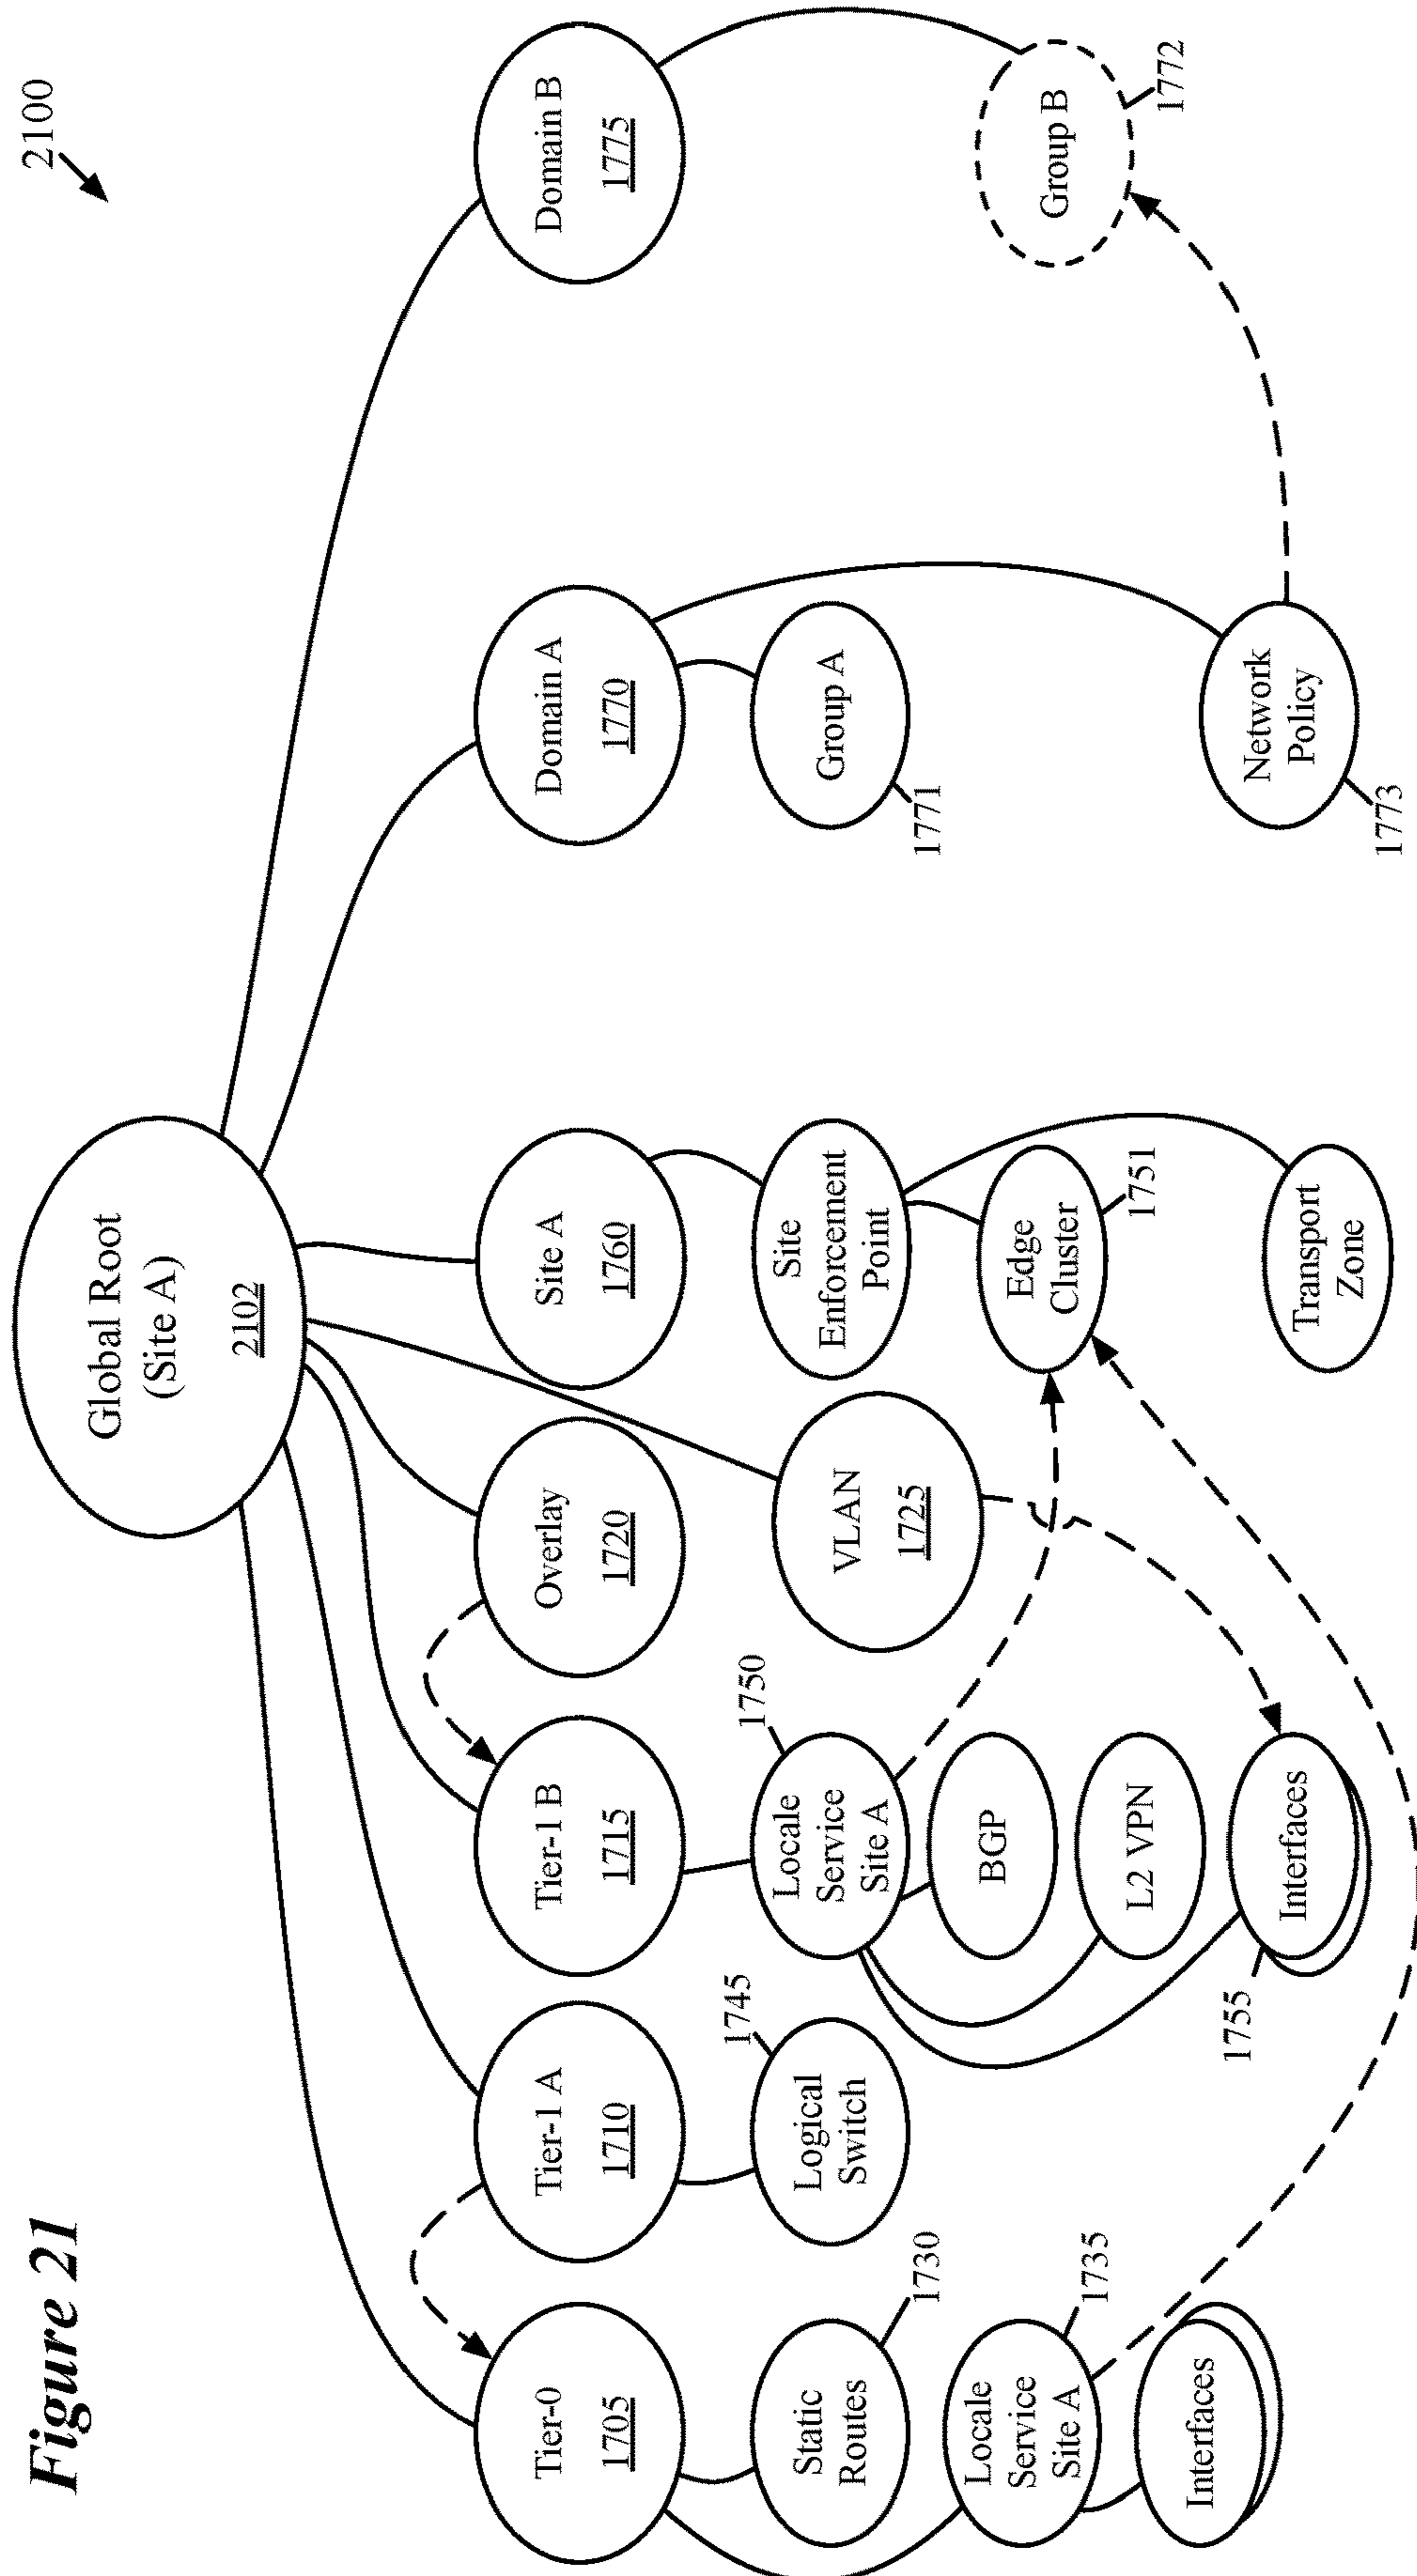 Figure 21
2100
Global Root
(Site A)
2102
Tier-0
1705
Tier-1 A
1710
Tier-1 B
1715
Overlay
1720
Site A
1760
Domain A
1770
Domain B
1775
Static
Routes
1730
Logical
Switch
1745
Locale
Service
Site A
1750
VLAN
1725
Site
Enforcement
Point
Group A
1771
Locale
Service
Site A
1735
BGP
Edge
Cluster
1751
Group B
1772
L2 VPN
Interfaces
Interfaces
1755
Transport
Zone
Network
Policy
1773